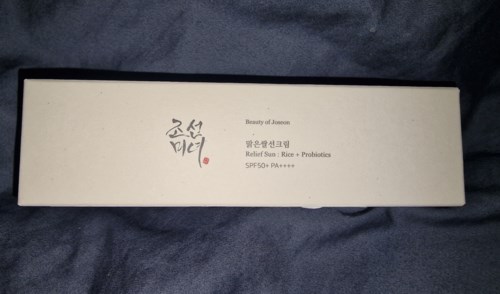 조선
미녀
Beauty of Joseon
맑은쌀선크림
Relief Sun : Rice + Probiotics
SPF50+ PA++++